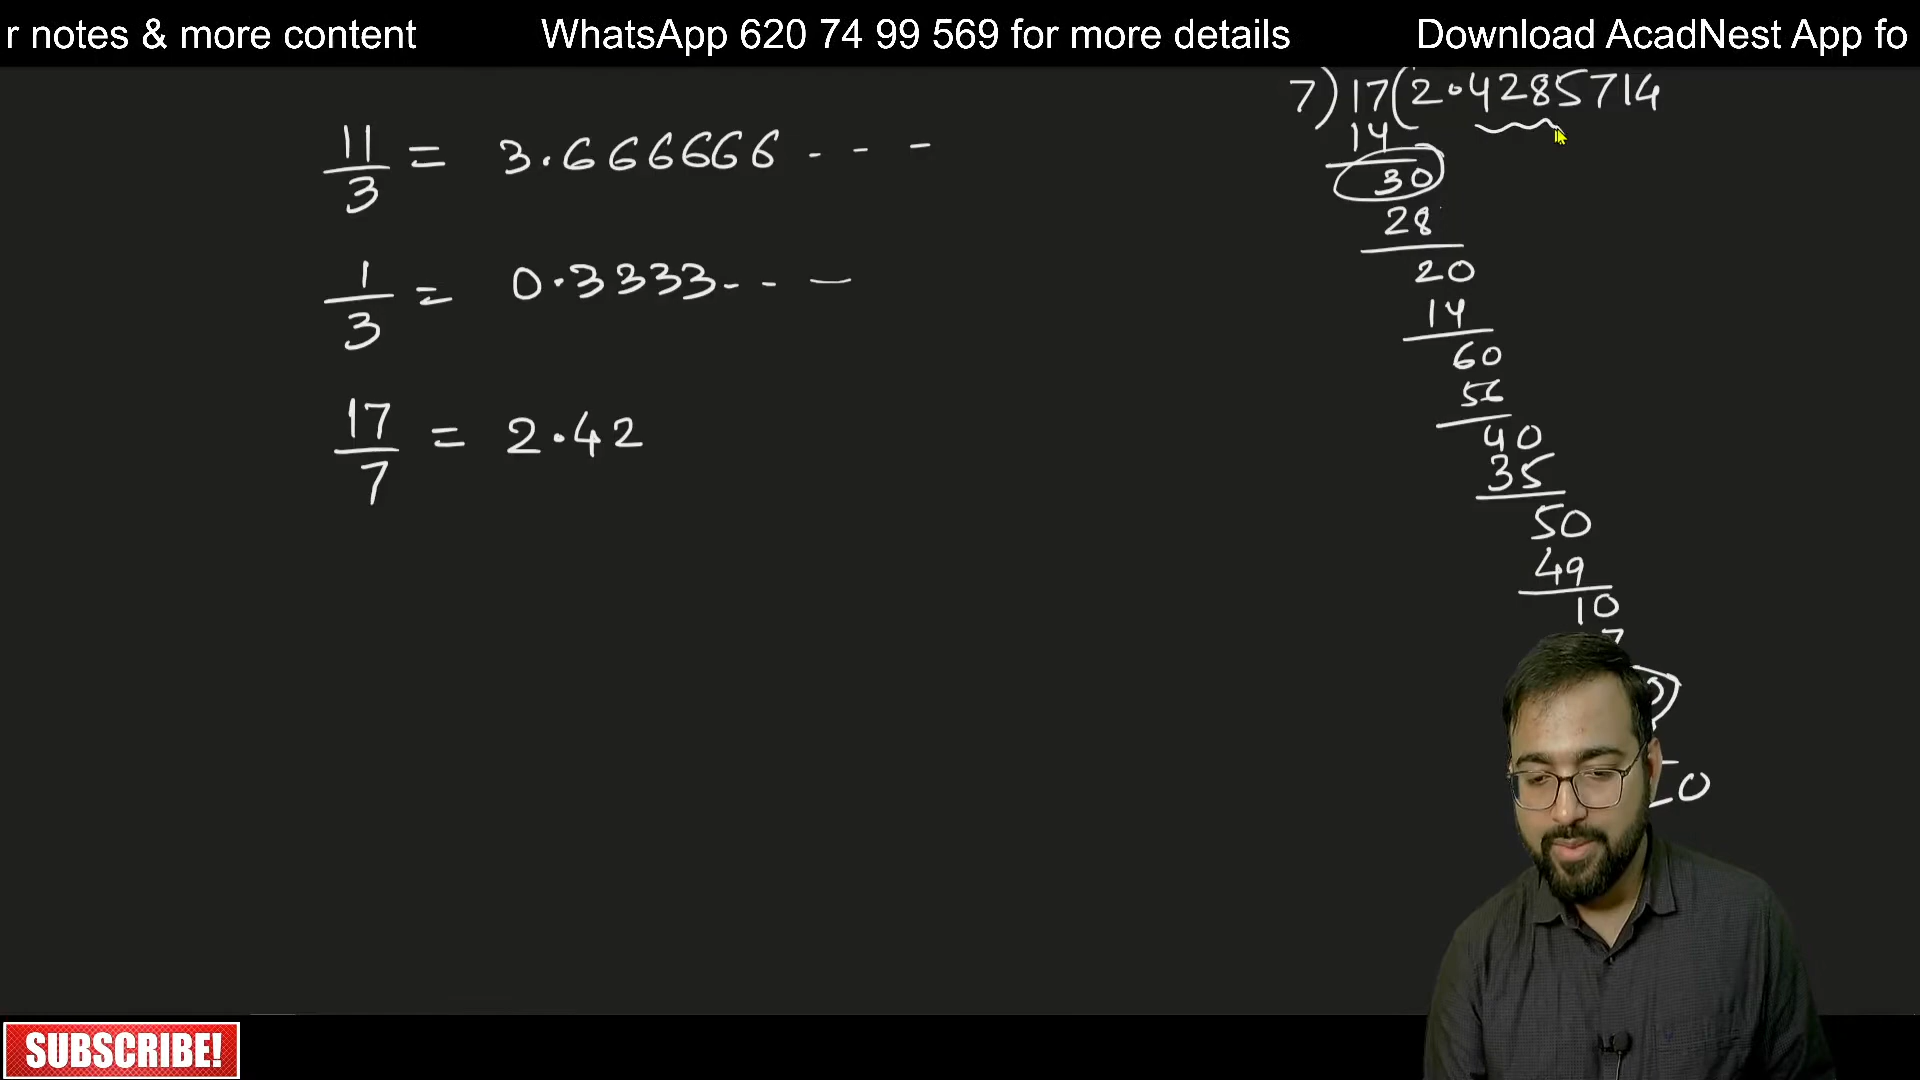 r notes & more content WhatsApp 620 74 99 569 for more details Download AcadNest App fo
11/3 = 3.666666 - - -
1/3 = 0.3333 - - -
17/7 = 2.42
7)17(2.4285714
14
30
28
20
14
60
56
40
35
50
49
10
7
SUBSCRIBE!